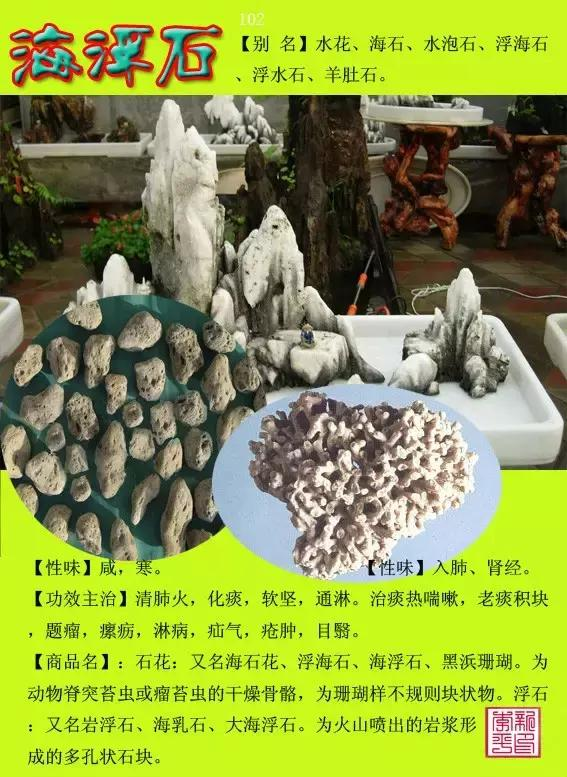 102
海浮石
【别 名】水花、海石、水泡石、浮海石
、浮水石、羊肚石。
【性味】咸，寒。
【性味】入肺、肾经。
【功效主治】清肺火，化痰，软坚，通淋。治痰热喘嗽，老痰积块
，题瘤，瘰疬，淋病，疝气，疮肿，目翳。
【商品名】：石花：又名海石花、浮海石、海浮石、黑浜珊瑚。为
动物脊突苔虫或瘤苔虫的干燥骨骼，为珊瑚样不规则块状物。浮石
：又名岩浮石、海乳石、大海浮石。为火山喷出的岩浆形
成的多孔状石块。